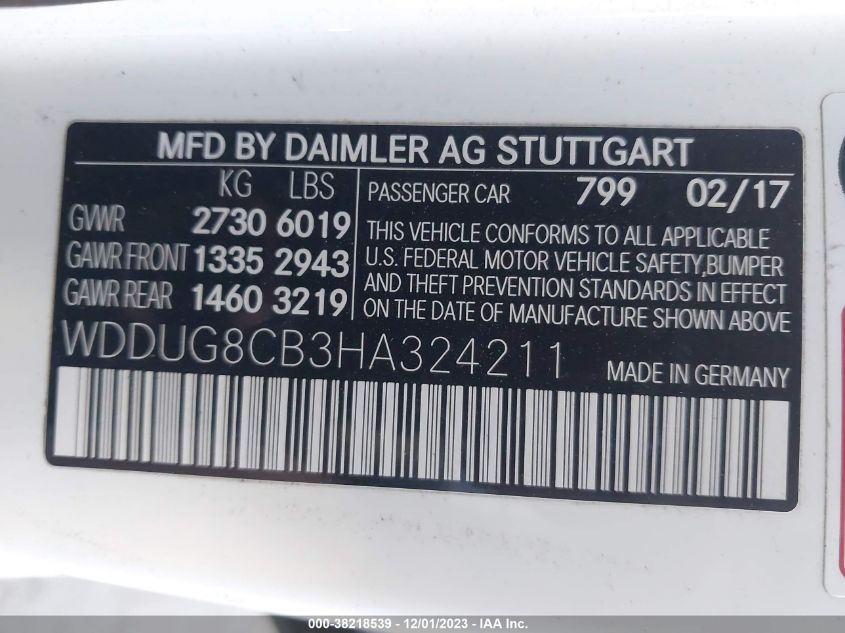 MFD BY DAIMLER AG STUTTGART
KG LBS
GVWR 2730 6019
GAWR FRONT 1335 2943
GAWR REAR 1460 3219
PASSENGER CAR 799 02/17
THIS VEHICLE CONFORMS TO ALL APPLICABLE
U.S. FEDERAL MOTOR VEHICLE SAFETY,BUMPER
AND THEFT PREVENTION STANDARDS IN EFFECT
ON THE DATE OF MANUFACTURE SHOWN ABOVE
WDDUG8CB3HA324211 MADE IN GERMANY
000-38218539 - 12/01/2023 - IAA Inc.